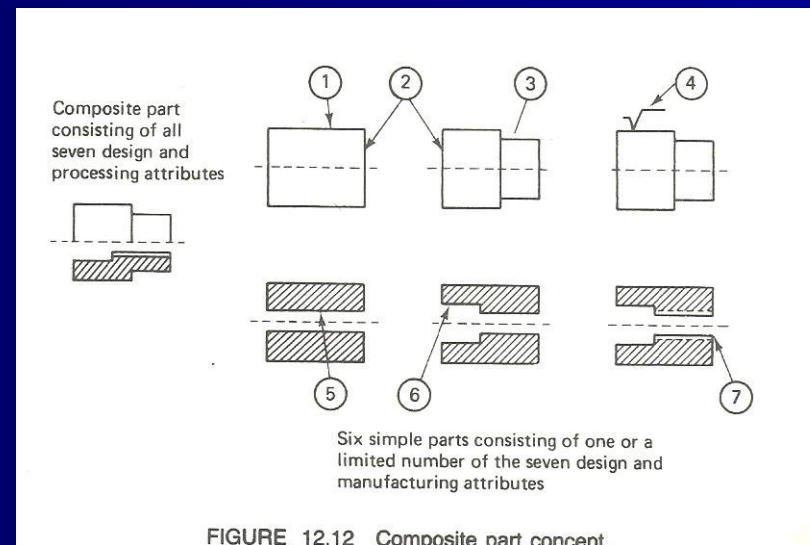 1
2
3
4
Composite part
consisting of all
seven design and
processing attributes
5
6
7
Six simple parts consisting of one or a
limited number of the seven design and
manufacturing attributes
FIGURE 12.12 Composite part concept